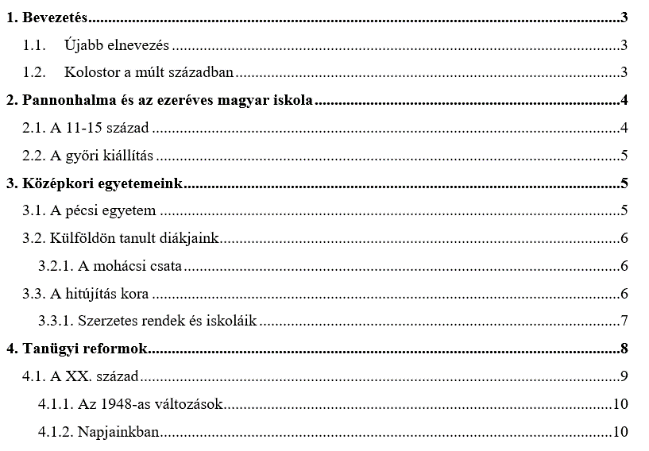 1. Bevezetés........3
1.1. Újabb elnevezés........3
1.2. Kolostor a múlt században........3
2. Pannonhalma és az ezeréves magyar iskola........4
2.1. A 11-15 század........4
2.2. A győri kiállítás........5
3. Középkori egyetemeink........5
3.1. A pécsi egyetem........5
3.2. Külföldön tanult diákjaink........6
3.2.1. A mohácsi csata........6
3.3. A hitújítás kora........6
3.3.1. Szerzetes rendek és iskoláik........7
4. Tanügyi reformok........8
4.1. A XX. század........9
4.1.1. Az 1948-as változások........10
4.1.2. Napjainkban........10